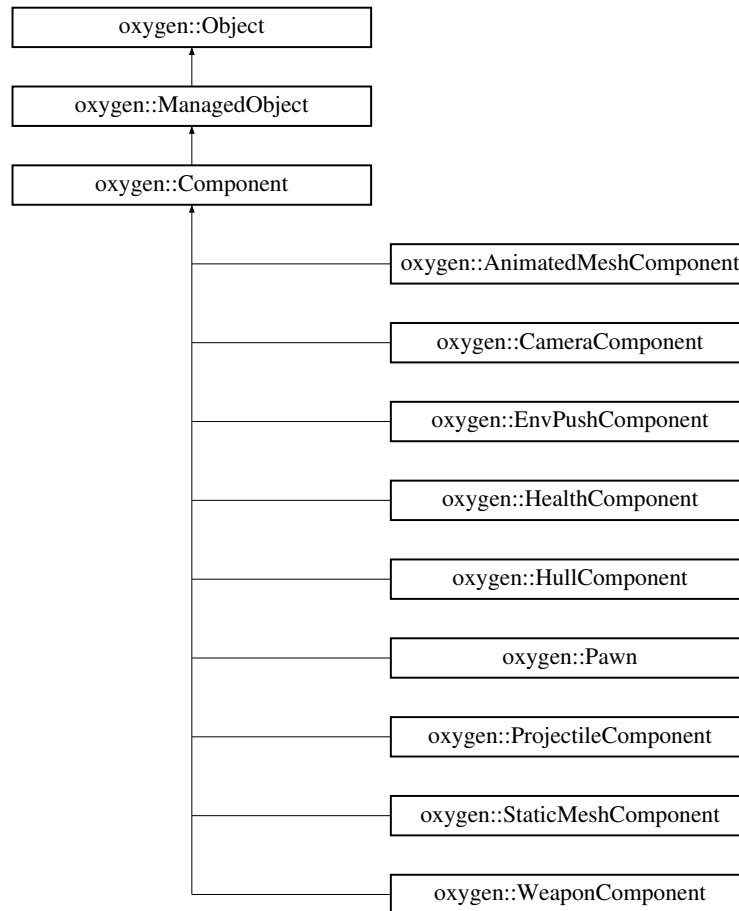 oxygen::Object
oxygen::ManagedObject
oxygen::Component
oxygen::AnimatedMeshComponent
oxygen::CameraComponent
oxygen::EnvPushComponent
oxygen::HealthComponent
oxygen::HullComponent
oxygen::Pawn
oxygen::ProjectileComponent
oxygen::StaticMeshComponent
oxygen::WeaponComponent